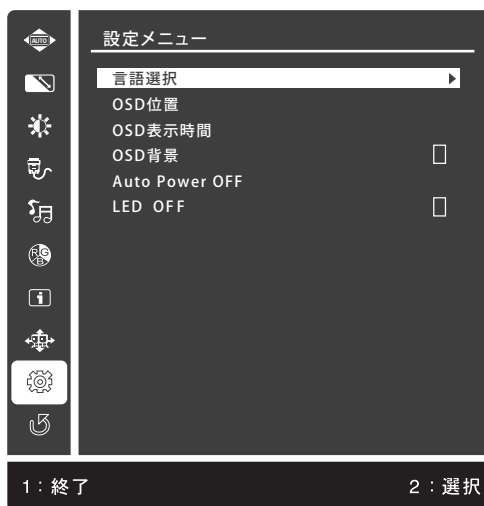 AUTO
設定メニュー
言語選択
OSD位置
OSD表示時間
OSD背景
Auto Power OFF
LED OFF
RGB
i
1：終了
2：選択